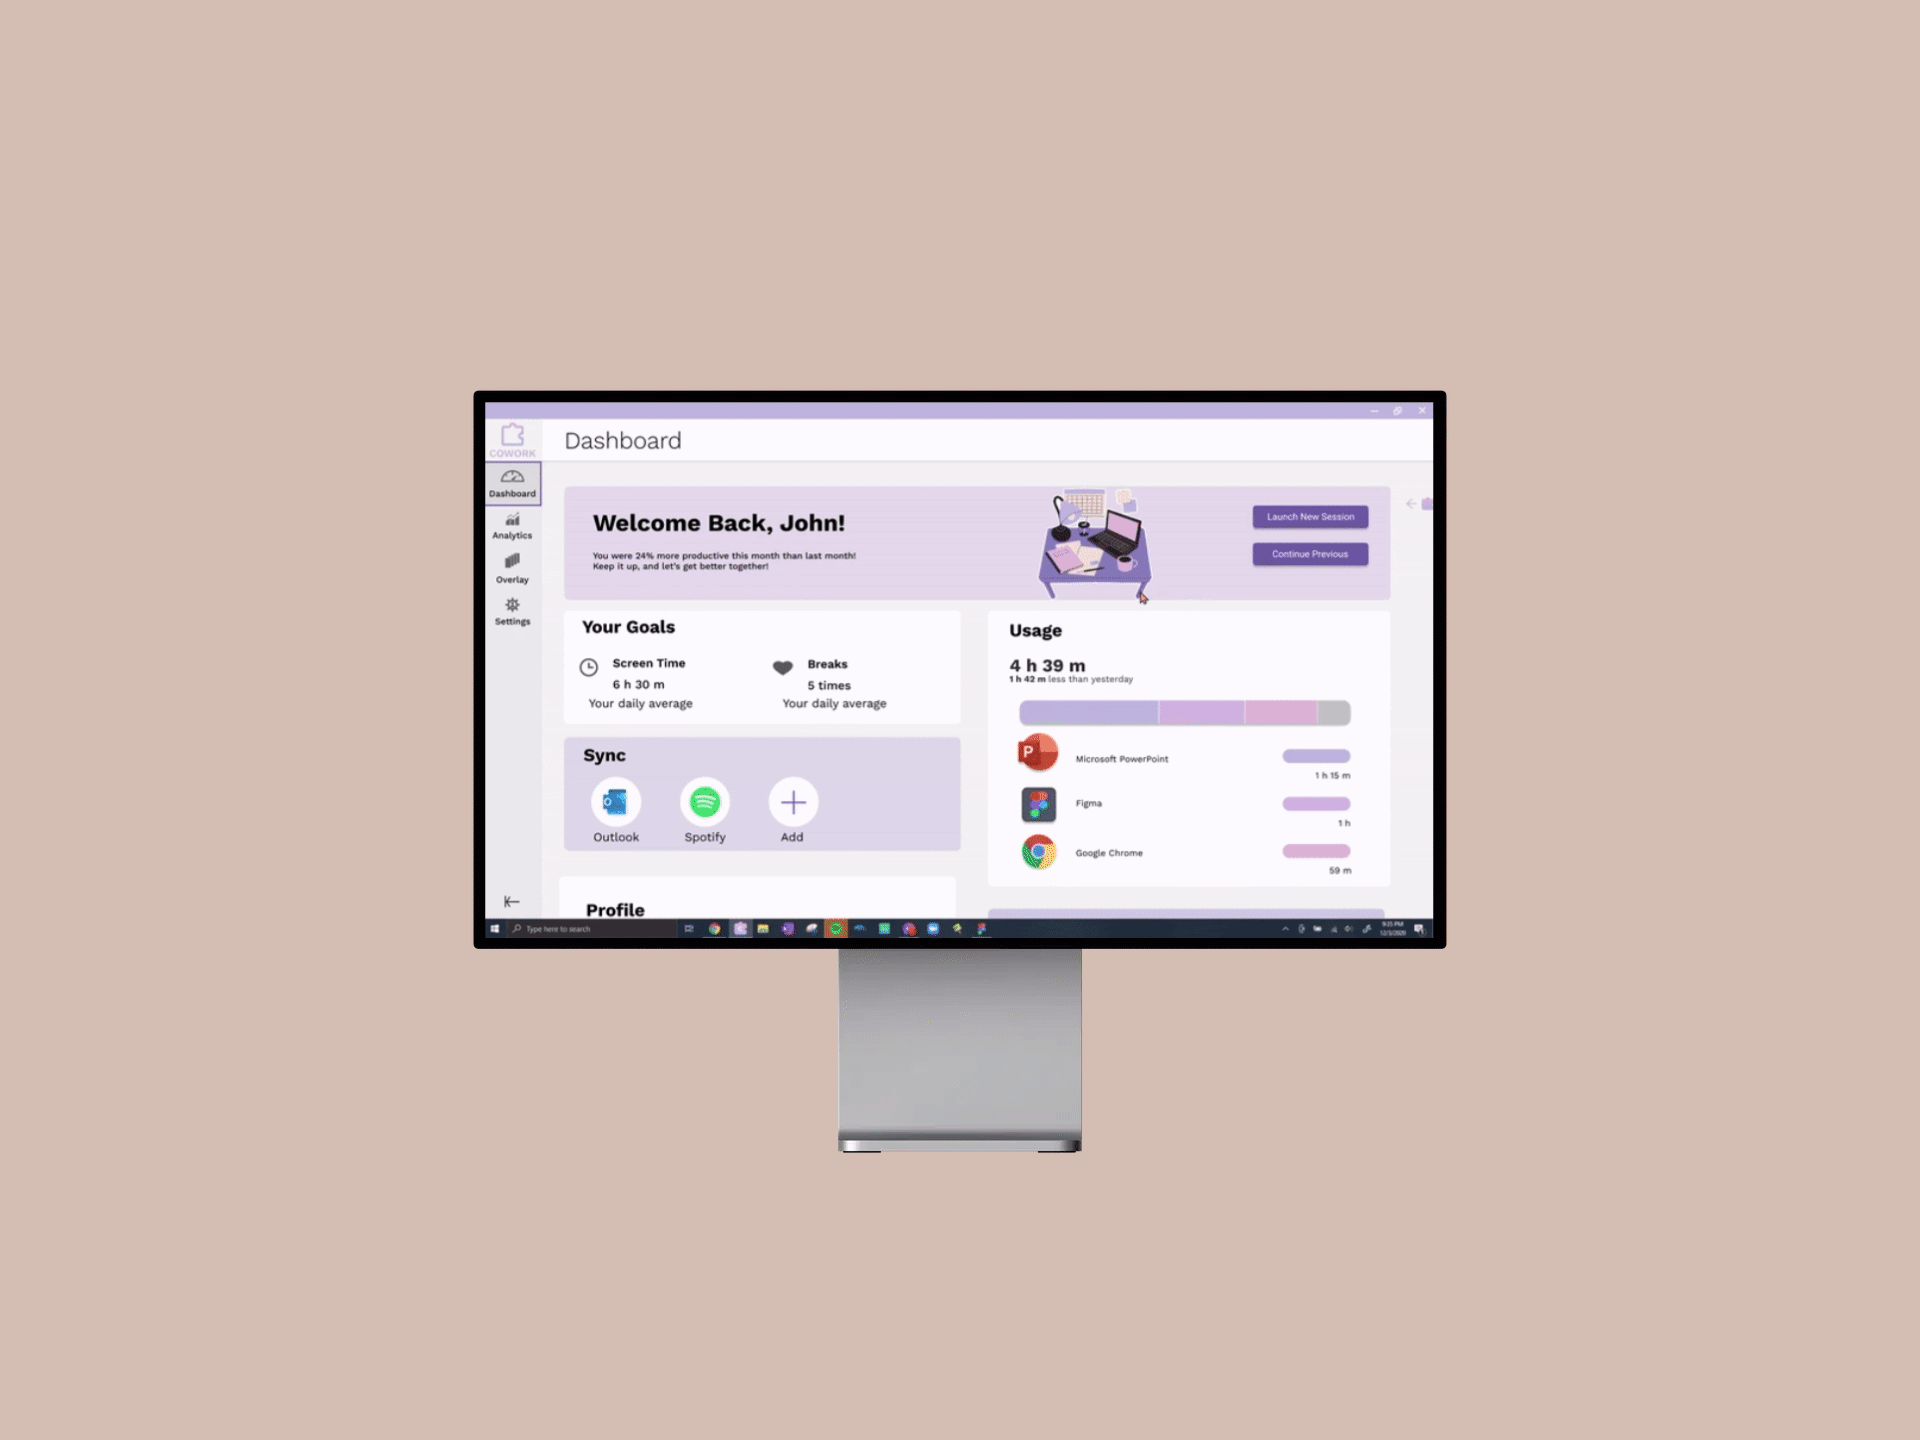 COWORK
Dashboard
Dashboard
Analytics
Overlay
Settings
Welcome Back, John!
You were 24% more productive this month than last month!
Keep it up, and let's get better together!
Launch New Session
Continue Previous
Your Goals
Screen Time
6 h 30 m
Your daily average
Breaks
5 times
Your daily average
Sync
Outlook
Spotify
Add
Profile
Usage
4 h 39 m
1 h 42 m less than yesterday
Microsoft PowerPoint
1 h 15 m
Figma
1 h
Google Chrome
59 m
Type here to search